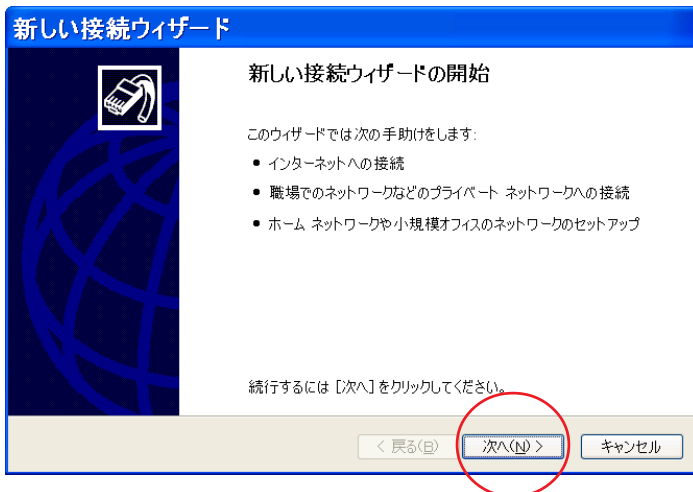 新しい接続ウィザード
新しい接続ウィザードの開始
このウィザードでは次の手助けをします:
● インターネットへの接続
● 職場でのネットワークなどのプライベート ネットワークへの接続
● ホーム ネットワークや小規模オフィスのネットワークのセットアップ
続行するには [次へ] をクリックしてください。
< 戻る(B) 次へ(N) > キャンセル